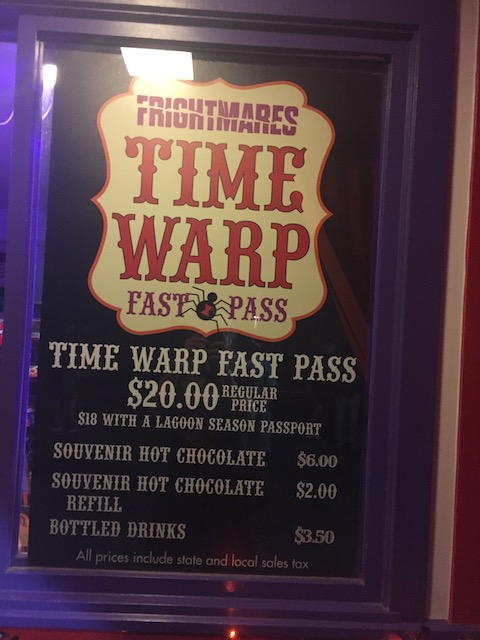 FRIGHTMARES
TIME
WARP
FAST PASS
TIME WARP FAST PASS
$20.00 REGULAR PRICE
$18 WITH A LAGOON SEASON PASSPORT
SOUVENIR HOT CHOCOLATE $6.00
SOUVENIR HOT CHOCOLATE $2.00
REFILL
BOTTLED DRINKS $3.50
All prices include state and local sales tax